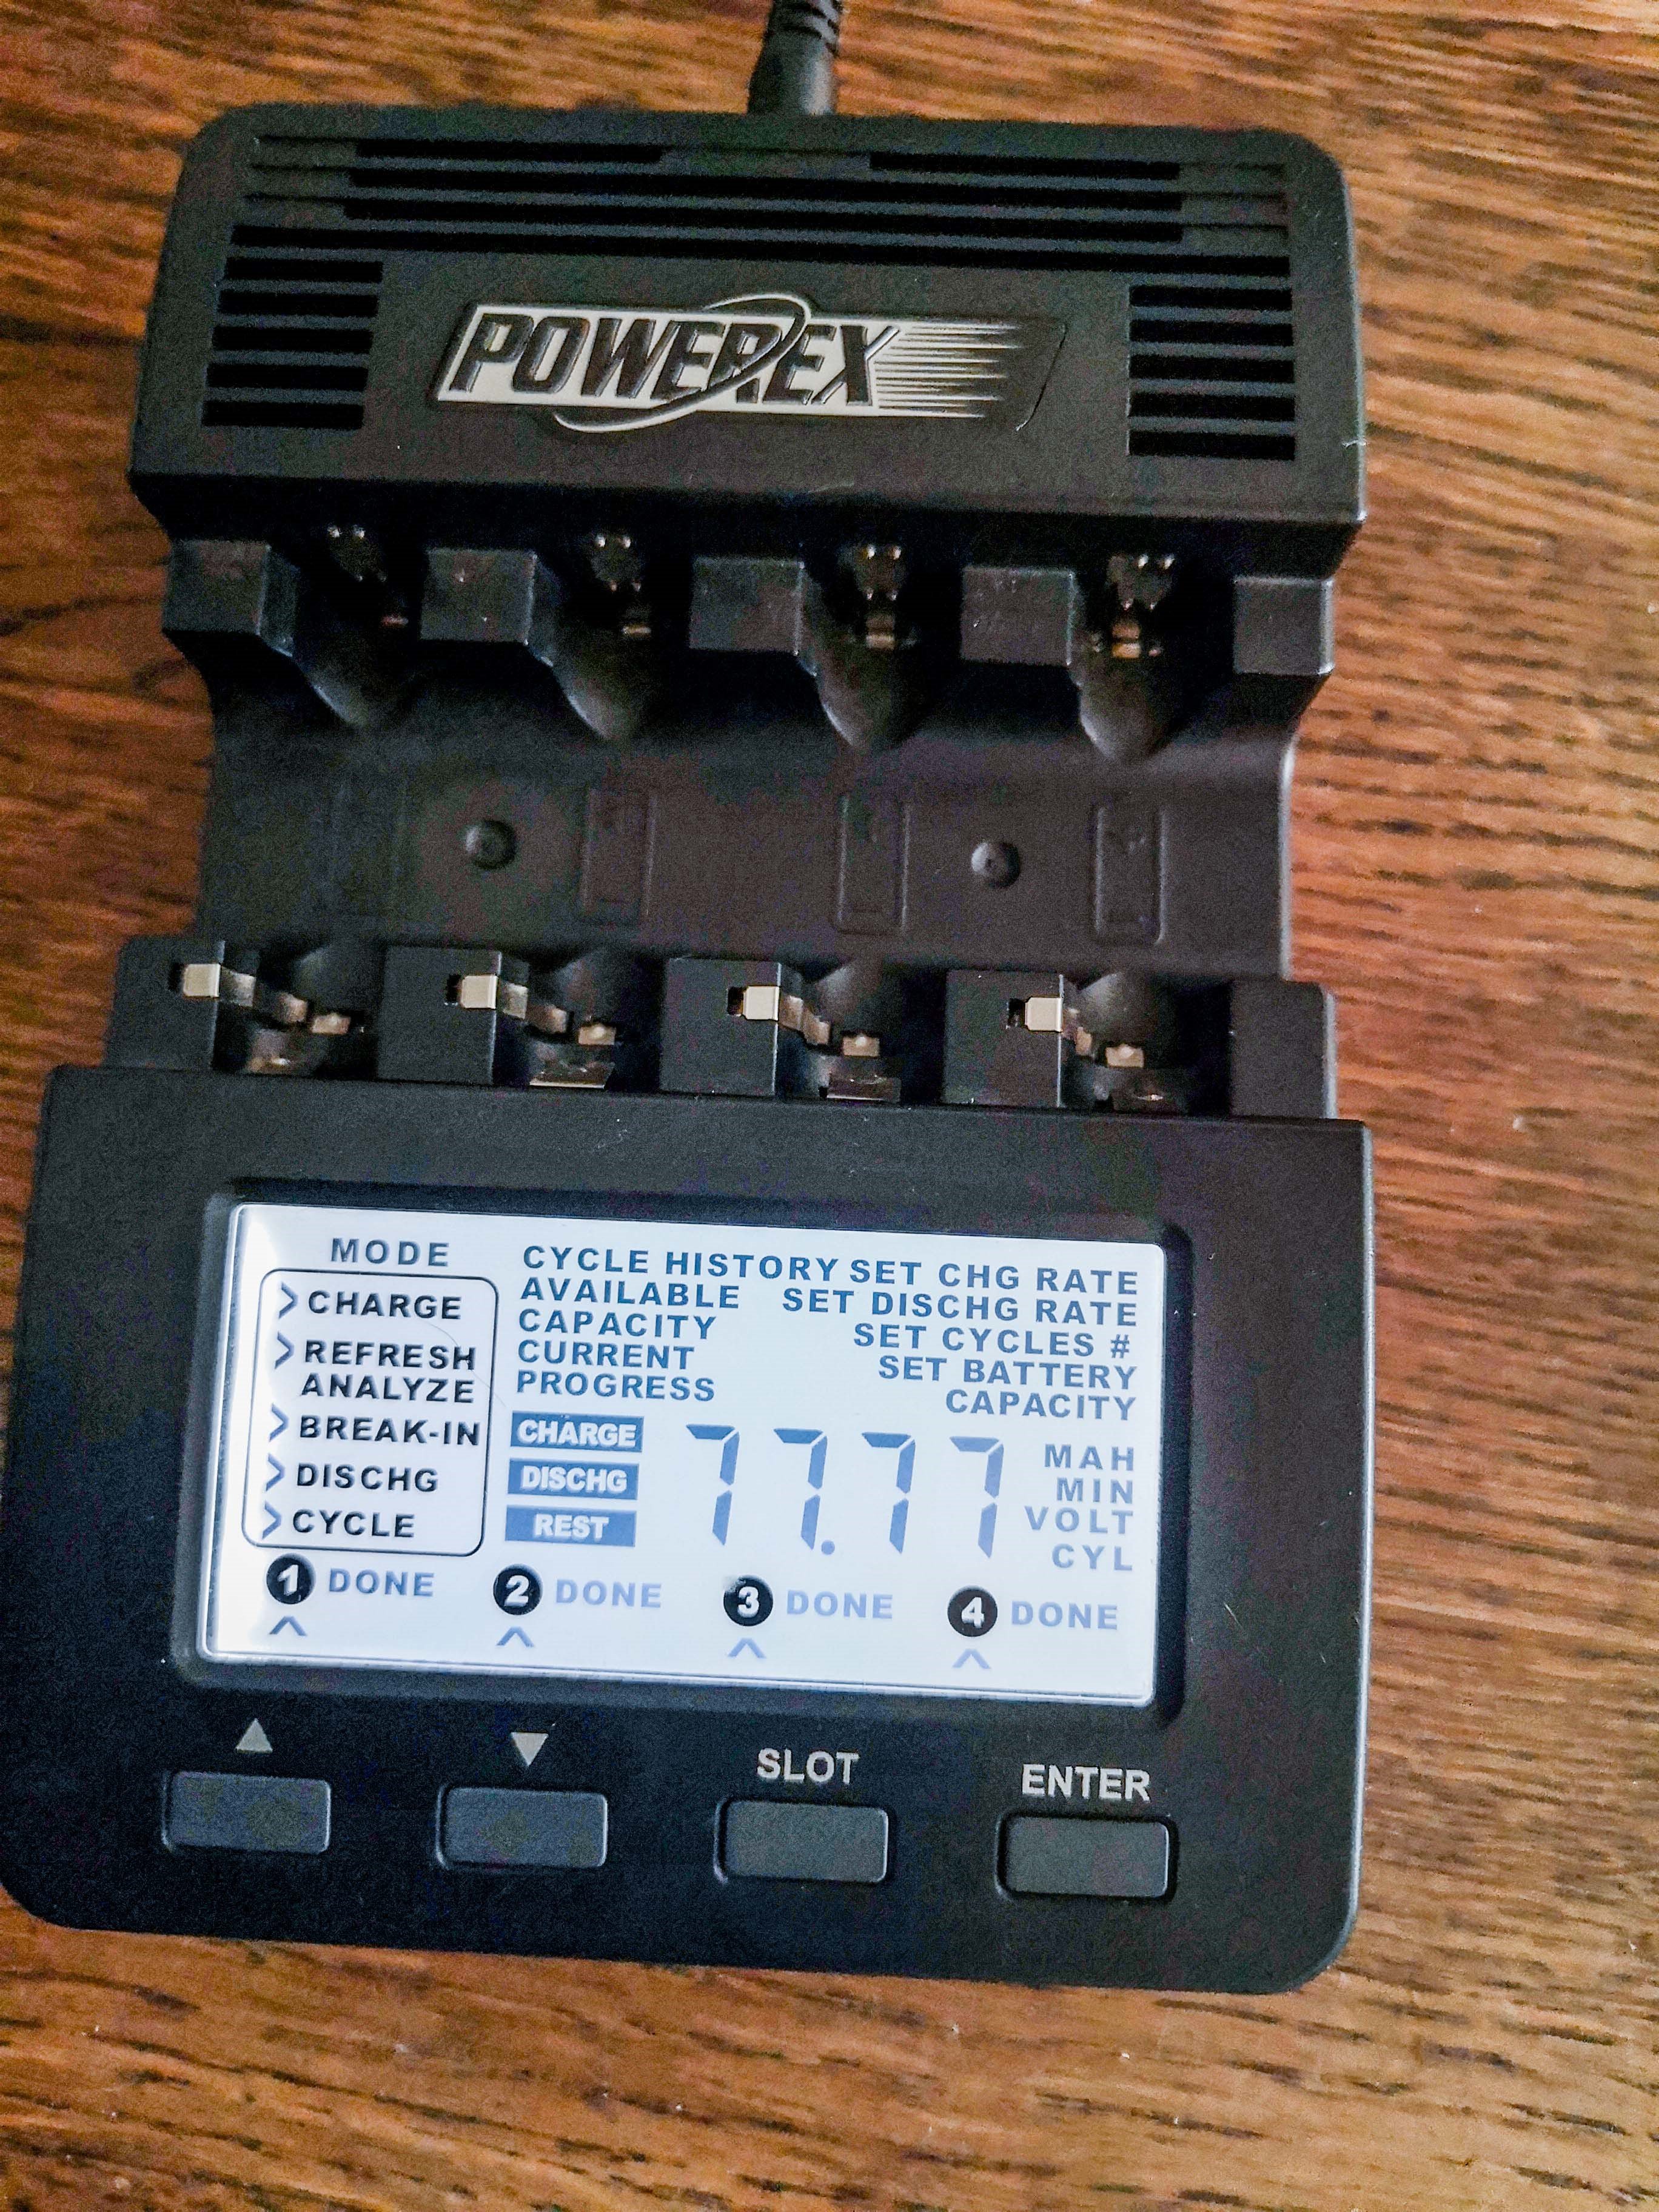 POWEREX
MODE
CHARGE
REFRESH
ANALYZE
BREAK-IN
DISCHG
CYCLE
CYCLE HISTORY SET CHG RATE
AVAILABLE SET DISCHG RATE
CAPACITY SET CYCLES #
CURRENT SET BATTERY
PROGRESS CAPACITY
CHARGE
DISCHG
REST
77.77
MAH
MIN
VOLT
CYL
1 DONE 2 DONE 3 DONE 4 DONE
SLOT
ENTER